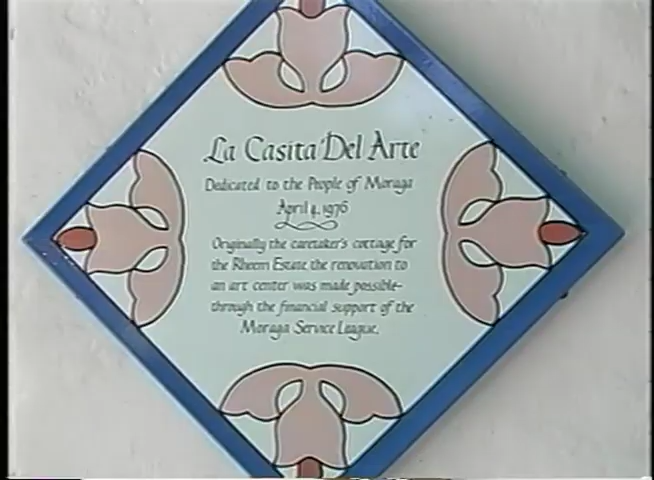 La Casita Del Arte
Dedicated to the People of Moraga
April 4, 1976
Originally the caretaker's cottage for
the Rheem Estate, the renovation to
an art center was made possible
through the financial support of the
Moraga Service League.